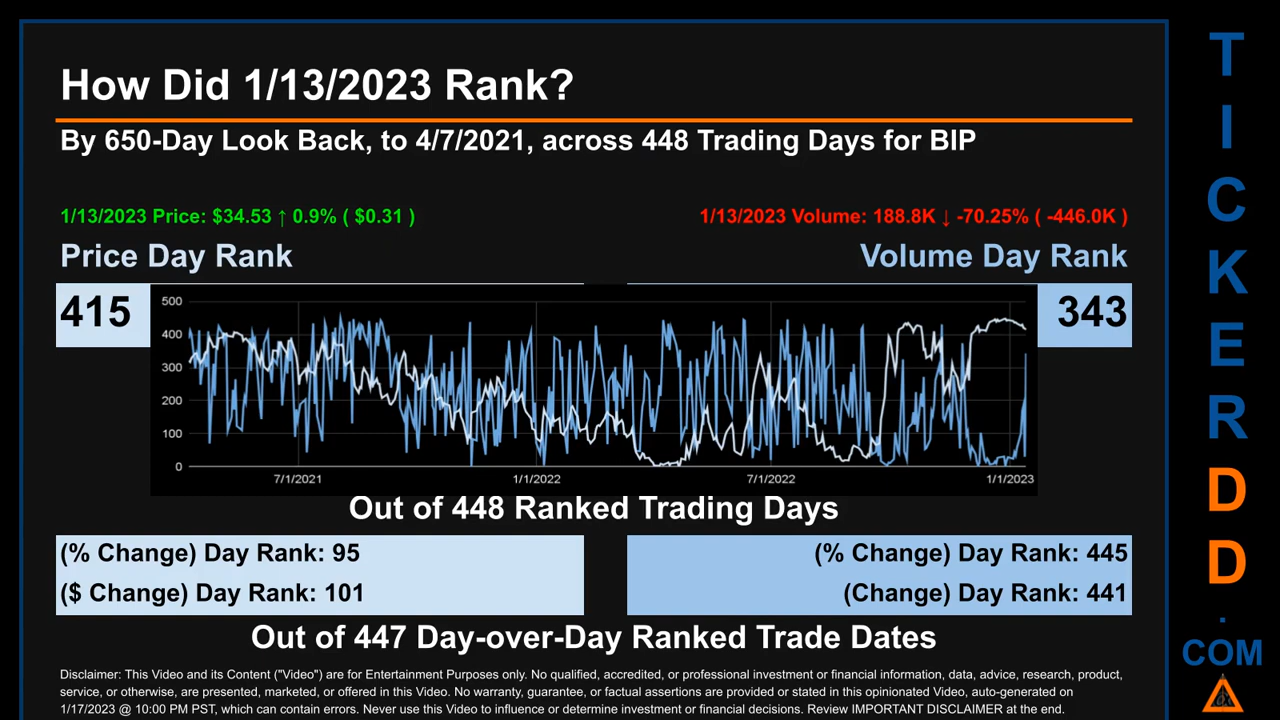 How Did 1/13/2023 Rank?
By 650-Day Look Back, to 4/7/2021, across 448 Trading Days for BIP
1/13/2023 Price: $34.53 ↑ 0.9% ( $0.31 )
1/13/2023 Volume: 188.8K ↓ -70.25% ( -446.0K )
Price Day Rank
Volume Day Rank
415
343
500
400
300
200
100
0
7/1/2021
1/1/2022
7/1/2022
1/1/2023
Out of 448 Ranked Trading Days
(% Change) Day Rank: 95
($ Change) Day Rank: 101
(% Change) Day Rank: 445
(Change) Day Rank: 441
Out of 447 Day-over-Day Ranked Trade Dates
Disclaimer: This Video and its Content ("Video") are for Entertainment Purposes only. No qualified, accredited, or professional investment or financial information, data, advice, research, product,
service, or otherwise, are presented, marketed, or offered in this Video. No warranty, guarantee, or factual assertions are provided or stated in this opinionated Video, auto-generated on
1/17/2023 @ 10:00 PM PST, which can contain errors. Never use this Video to influence or determine investment or financial decisions. Review IMPORTANT DISCLAIMER at the end.
T
I
C
K
E
R
D
D
.
COM